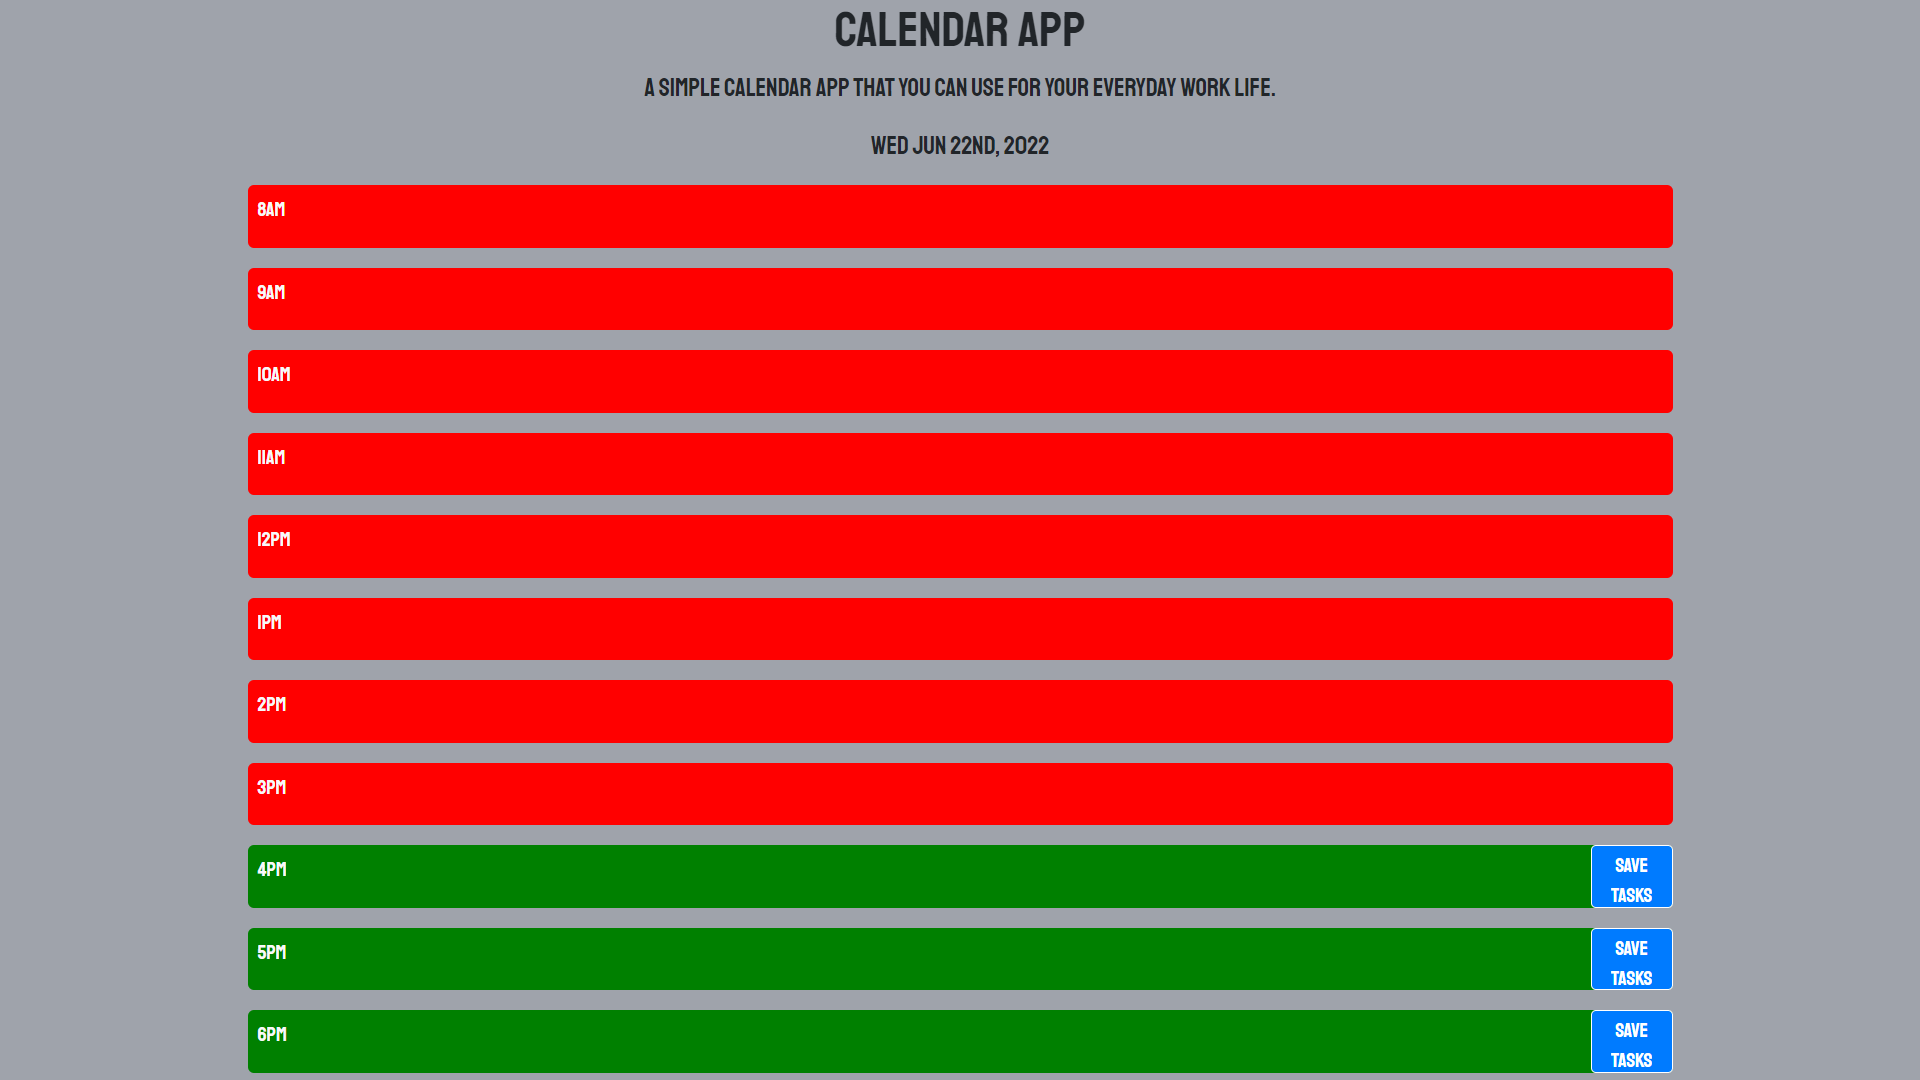 CALENDAR APP
A SIMPLE CALENDAR APP THAT YOU CAN USE FOR YOUR EVERYDAY WORK LIFE.
WED JUN 22ND, 2022
8AM
9AM
10AM
11AM
12PM
1PM
2PM
3PM
4PM
SAVE
TASKS
5PM
SAVE
TASKS
6PM
SAVE
TASKS